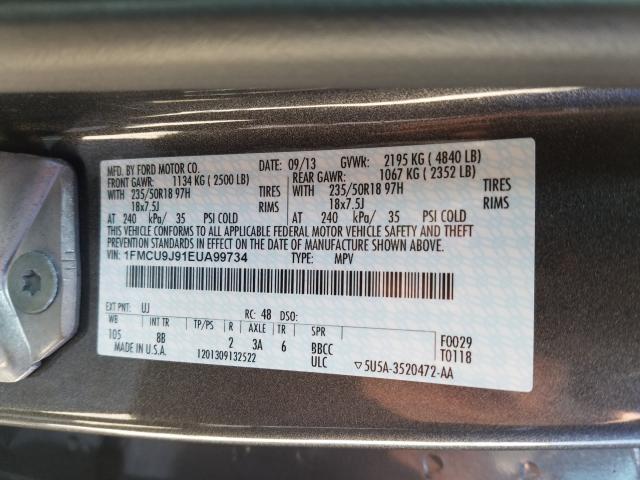 MFD. BY FORD MOTOR CO. DATE: 09/13 GVWR: 2195 KG ( 4840 LB)
FRONT GAWR: 1134 KG ( 2500 LB) REAR GAWR: 1067 KG ( 2352 LB)
WITH 235/50R18 97H TIRES WITH 235/50R18 97H TIRES
18x7.5J RIMS 18x7.5J RIMS
AT 240 kPa/ 35 PSI COLD AT 240 kPa/ 35 PSI COLD
THIS VEHICLE CONFORMS TO ALL APPLICABLE FEDERAL MOTOR VEHICLE SAFETY AND THEFT
PREVENTION STANDARDS IN EFFECT ON THE DATE OF MANUFACTURE SHOWN ABOVE.
VIN: 1FMCU9J91EUA99734 TYPE: MPV
EXT PNT: UJ RC: 48 DSO:
WB INT TR TP/PS R AXLE TR SPR F0029
105 8B 2 3A 6 BBCC T0118
MADE IN U.S.A. 1201309132522 ULC ▽5U5A-3520472-AA